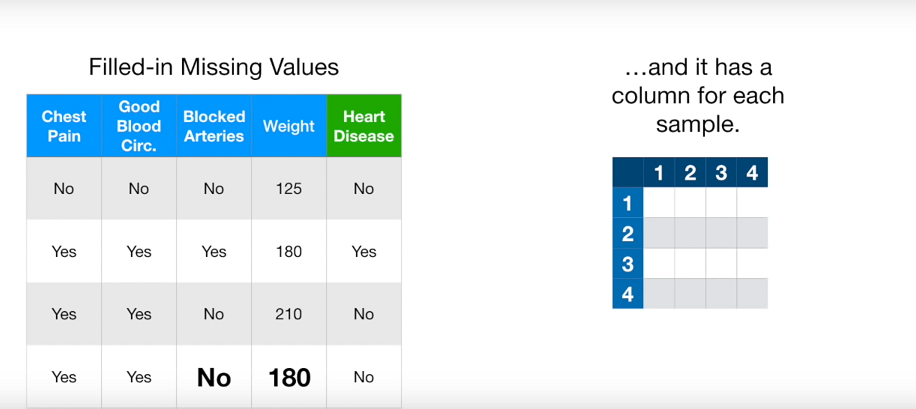 Filled-in Missing Values
Chest Pain Good Blood Circ. Blocked Arteries Weight Heart Disease
No No No 125 No
Yes Yes Yes 180 Yes
Yes Yes No 210 No
Yes Yes No 180 No
…and it has a
column for each
sample.
1 2 3 4
1
2
3
4